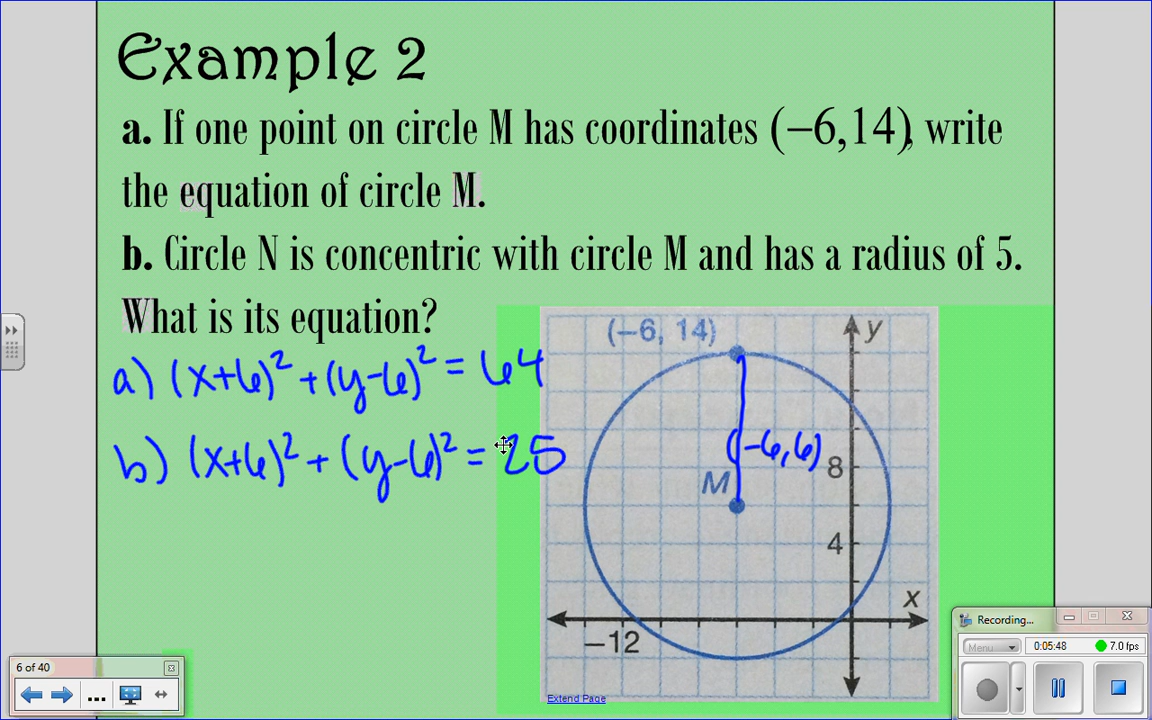 Example 2
a. If one point on circle M has coordinates (−6,14), write
the equation of circle M.
b. Circle N is concentric with circle M and has a radius of 5.
What is its equation?
a) (x+6)² + (y-6)² = 64
b) (x+6)² + (y-6)² = 25
(−6, 14)
y
(-6,6)
8
M
4
x
−12
Extend Page
6 of 40
...
Recording...
Menu
0:05:48
7.0 fps